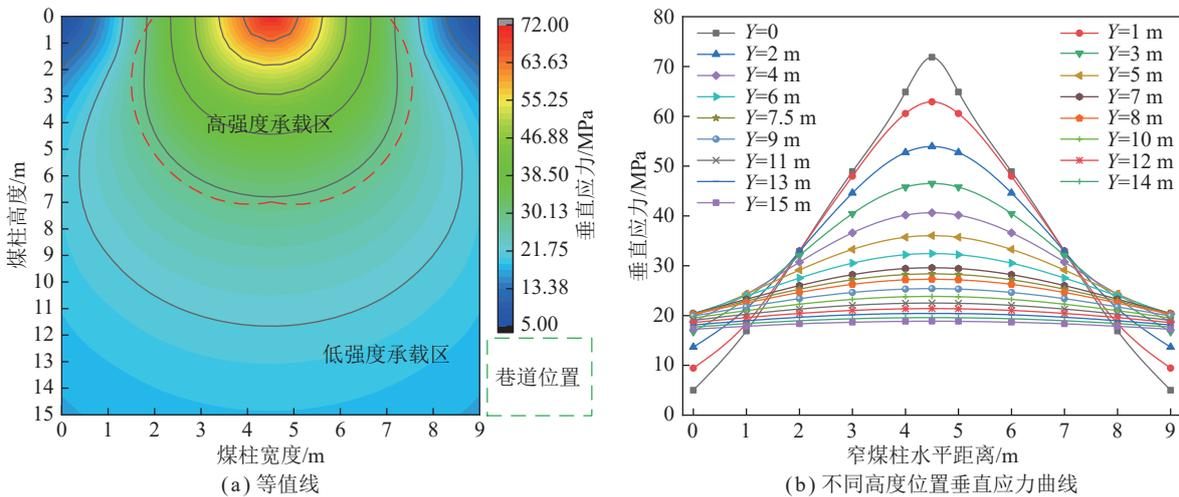 0
1
2
3
4
5
6
7
8
9
10
11
12
13
14
15
煤柱高度/m
高强度承载区
低强度承载区
0 1 2 3 4 5 6 7 8 9
煤柱宽度/m
(a) 等值线
72.00
63.63
55.25
46.88
38.50
30.13
21.75
13.38
5.00
垂直应力/MPa
巷道位置
80
70
60
50
40
30
20
10
0
垂直应力/MPa
Y=0 Y=1 m
Y=2 m Y=3 m
Y=4 m Y=5 m
Y=6 m Y=7 m
Y=7.5 m Y=8 m
Y=9 m Y=10 m
Y=11 m Y=12 m
Y=13 m Y=14 m
Y=15 m
0 1 2 3 4 5 6 7 8 9
窄煤柱水平距离/m
(b) 不同高度位置垂直应力曲线